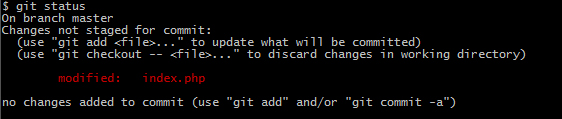 $ git status
On branch master
Changes not staged for commit:
  (use "git add <file>..." to update what will be committed)
  (use "git checkout -- <file>..." to discard changes in working directory)
        modified:   index.php
no changes added to commit (use "git add" and/or "git commit -a")